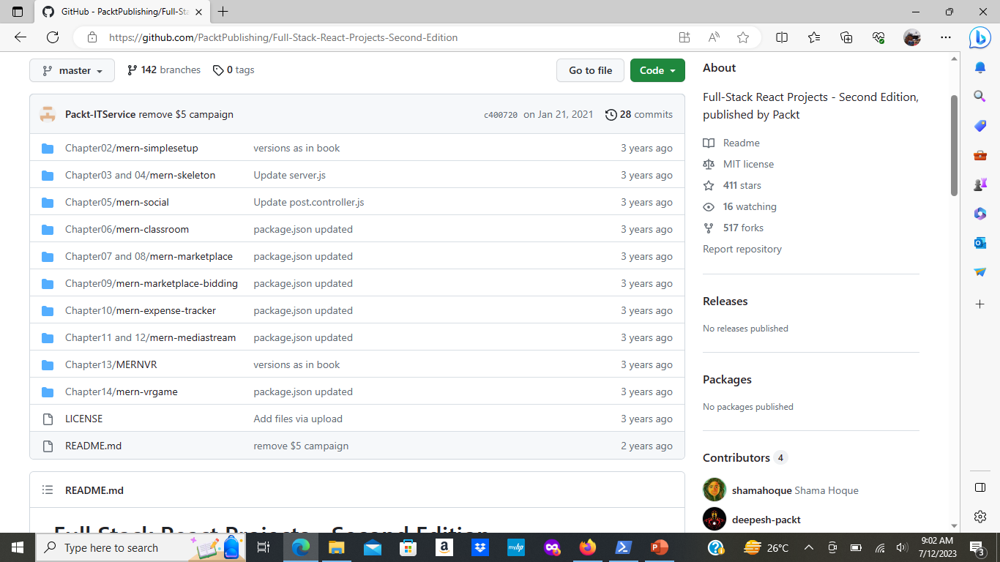 GitHub - PacktPublishing/Full-Sta
https://github.com/PacktPublishing/Full-Stack-React-Projects-Second-Edition
master
142 branches
0 tags
Go to file
Code
Packt-ITService remove $5 campaign
c400720 on Jan 21, 2021
28 commits
Chapter02/mern-simplesetup versions as in book 3 years ago
Chapter03 and 04/mern-skeleton Update server.js 3 years ago
Chapter05/mern-social Update post.controller.js 3 years ago
Chapter06/mern-classroom package.json updated 3 years ago
Chapter07 and 08/mern-marketplace package.json updated 3 years ago
Chapter09/mern-marketplace-bidding package.json updated 3 years ago
Chapter10/mern-expense-tracker package.json updated 3 years ago
Chapter11 and 12/mern-mediastream package.json updated 3 years ago
Chapter13/MERNVR versions as in book 3 years ago
Chapter14/mern-vrgame package.json updated 3 years ago
LICENSE Add files via upload 3 years ago
README.md remove $5 campaign 2 years ago
README.md
Full-Stack React Projects - Second Edition
About
Full-Stack React Projects - Second Edition,
published by Packt
Readme
MIT license
411 stars
16 watching
517 forks
Report repository
Releases
No releases published
Packages
No packages published
Contributors 4
shamahoque Shama Hoque
deepesh-packt
Type here to search
a
my hp
26°C
9:02 AM
7/12/2023
3